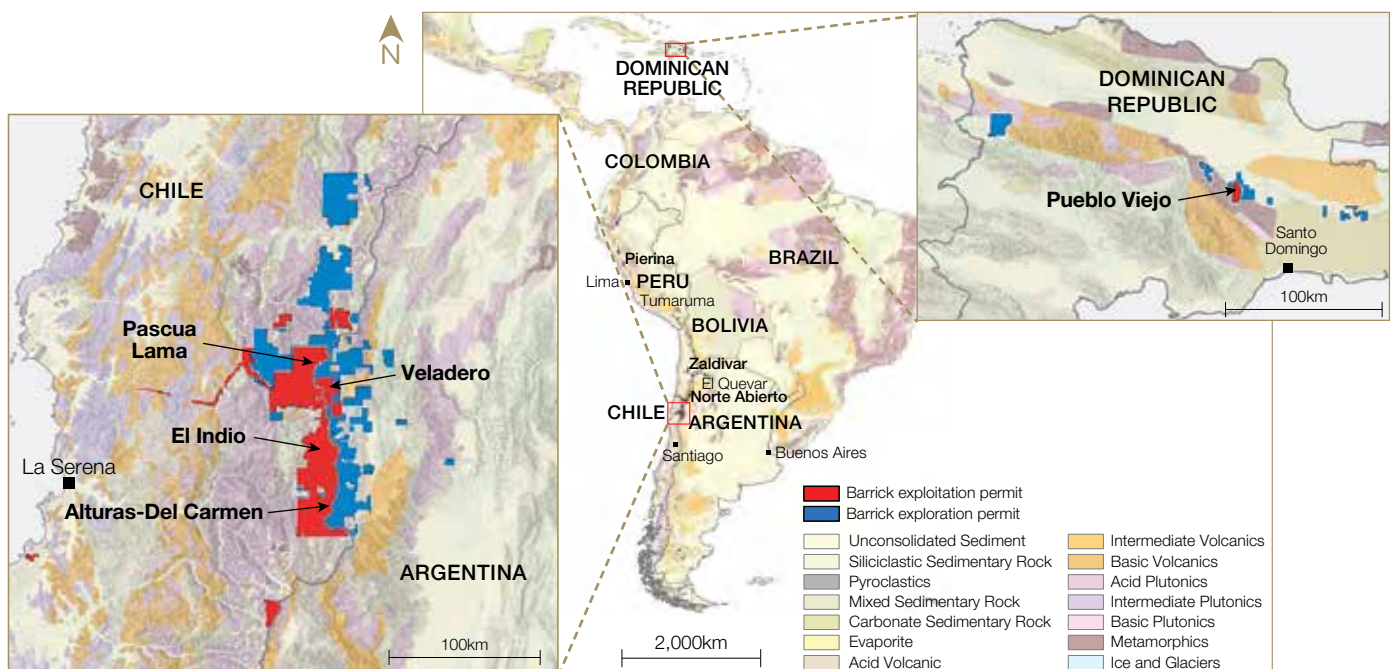 N
CHILE
Pascua
Lama
Veladero
El Indio
La Serena
Alturas-Del Carmen
ARGENTINA
100km
DOMINICAN
REPUBLIC
COLOMBIA
BRAZIL
Pierina
Lima
PERU
Tumaruma
BOLIVIA
Zaldivar
El Quevar
Norte Abierto
CHILE
ARGENTINA
Santiago
Buenos Aires
2,000km
DOMINICAN
REPUBLIC
Pueblo Viejo
Santo
Domingo
100km
Barrick exploitation permit
Barrick exploration permit
Unconsolidated Sediment
Siliciclastic Sedimentary Rock
Pyroclastics
Mixed Sedimentary Rock
Carbonate Sedimentary Rock
Evaporite
Acid Volcanic
Intermediate Volcanics
Basic Volcanics
Acid Plutonics
Intermediate Plutonics
Basic Plutonics
Metamorphics
Ice and Glaciers